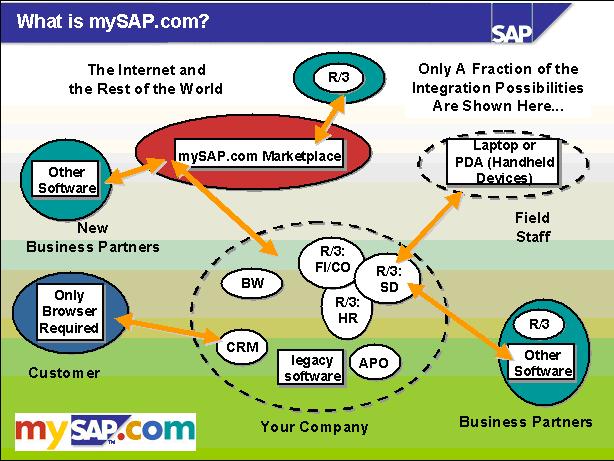 What is mySAP.com?
SAP
The Internet and
the Rest of the World
R/3
Only A Fraction of the
Integration Possibilities
Are Shown Here...
mySAP.com Marketplace
Laptop or
PDA (Handheld
Devices)
Other
Software
New
Business Partners
Field
Staff
R/3:
FI/CO
R/3:
SD
R/3:
HR
BW
Only
Browser
Required
Customer
CRM
legacy
software
APO
R/3
Other
Software
Your Company
Business Partners
mySAP.com
TM